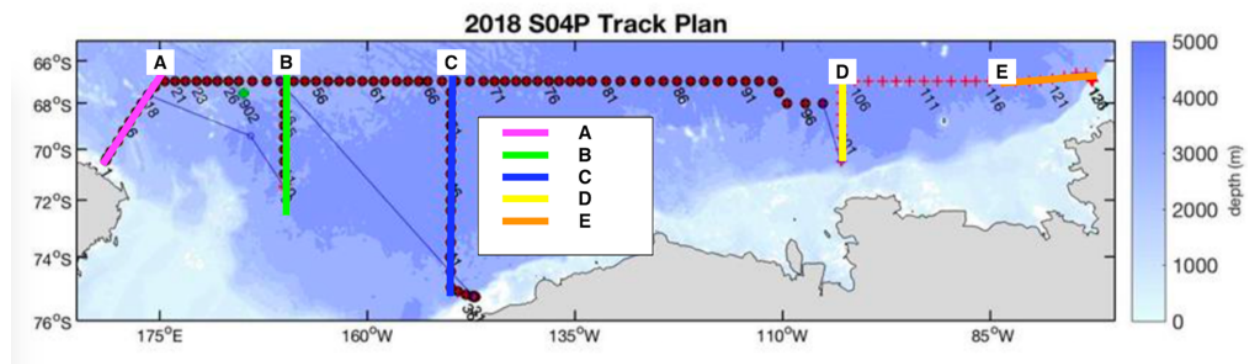 2018 S04P Track Plan
A B C D E
66°S
68°S
70°S
72°S
74°S
76°S
21 23 26 902 56 61 66 71 76 81 86 91 96 106 111 116 121
18
1
A
B
C
D
E
175°E 160°W 135°W 110°W 85°W
5000
4000
3000
2000
1000
0
depth (m)